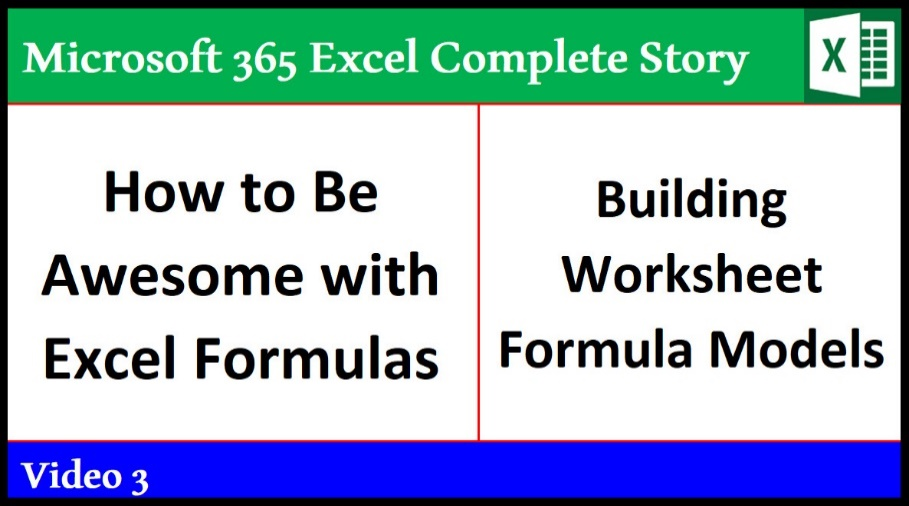 Microsoft 365 Excel Complete Story
X
How to Be
Awesome with
Excel Formulas
Building
Worksheet
Formula Models
Video 3